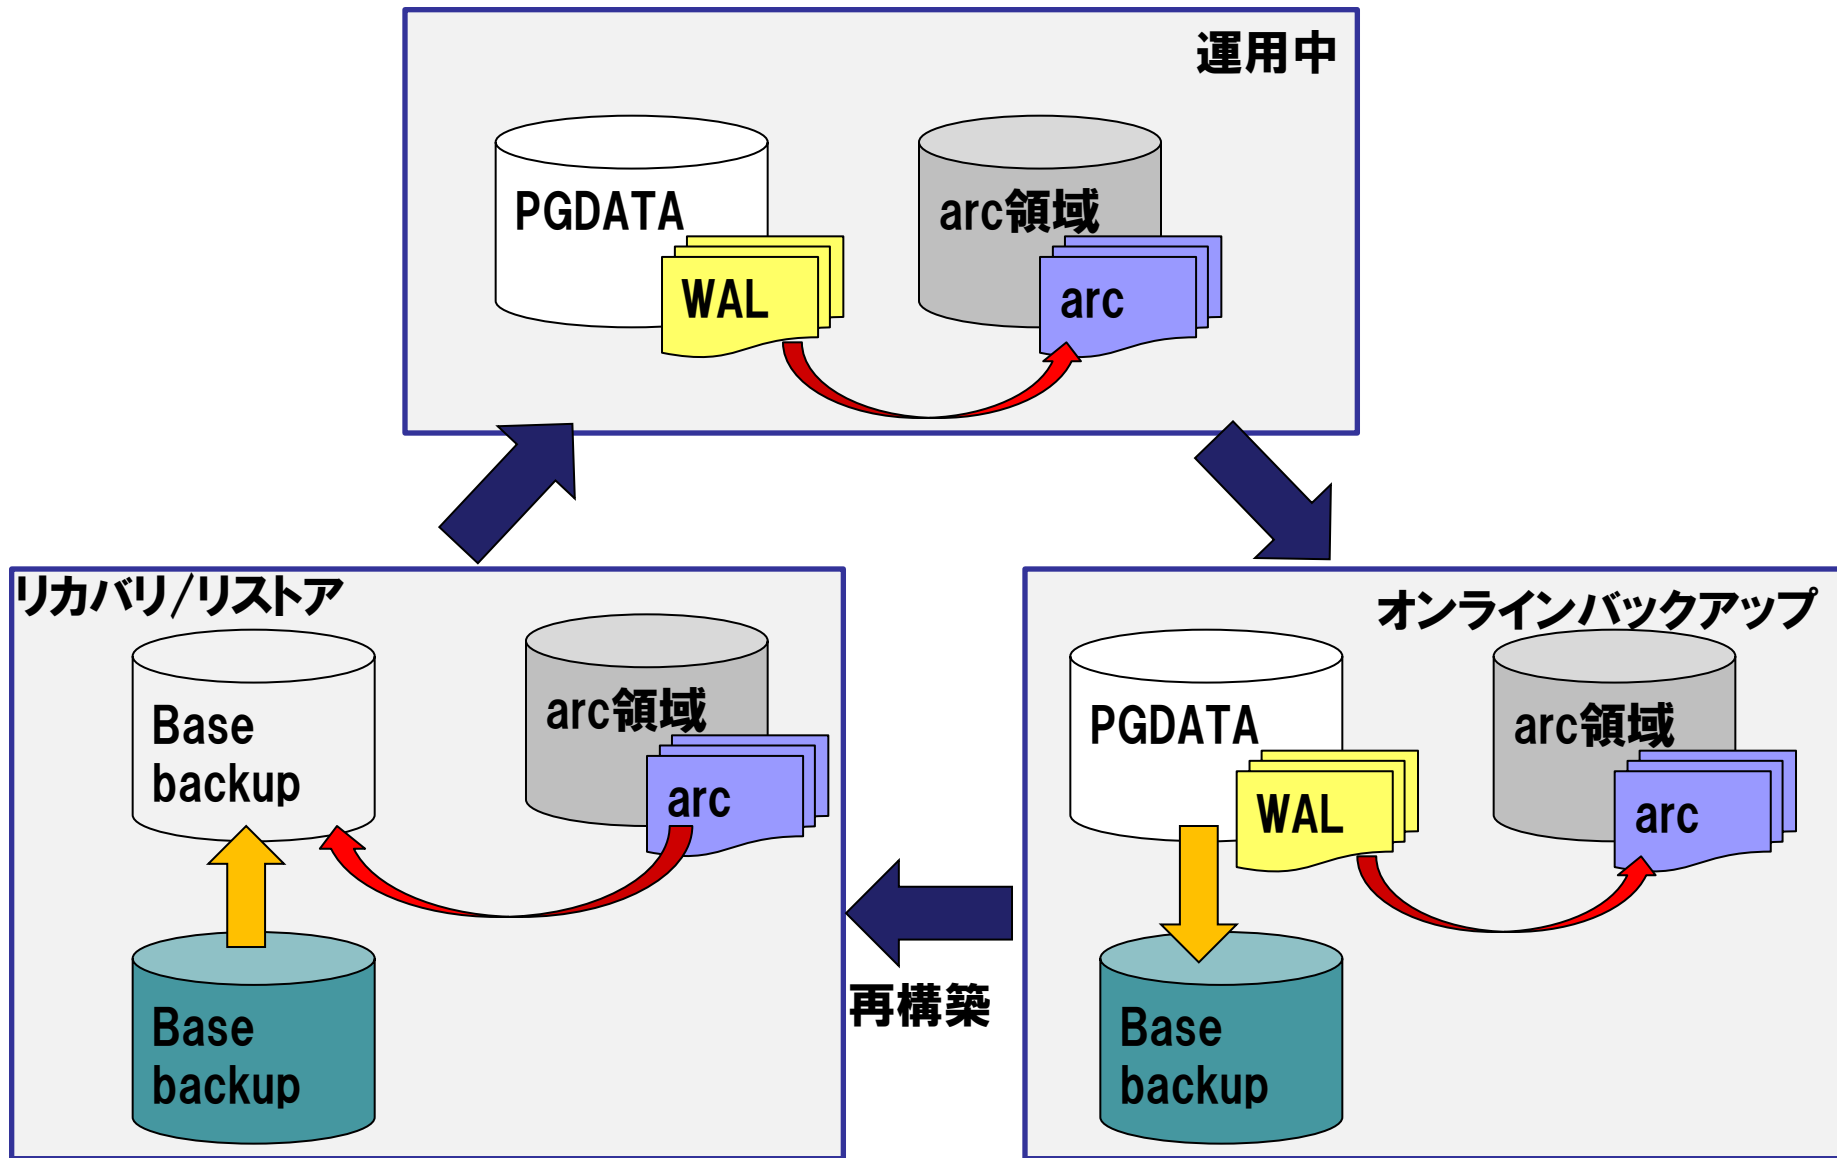 運用中
PGDATA
WAL
arc領域
arc
リカバリ/リストア
Base
backup
arc領域
arc
Base
backup
再構築
オンラインバックアップ
PGDATA
WAL
arc領域
arc
Base
backup